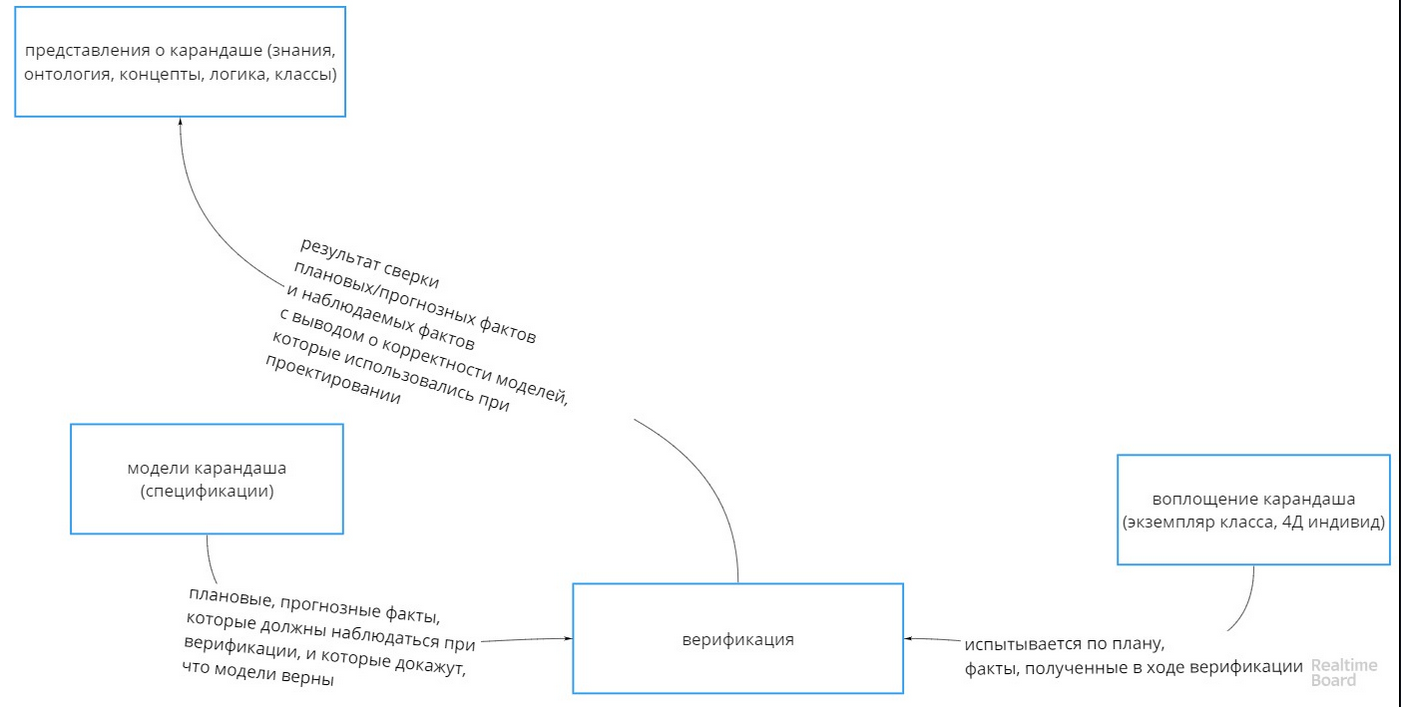 представления о карандаше (знания,
онтология, концепты, логика, классы)
результат сверки
плановых/прогнозных фактов
и наблюдаемых фактов
с выводом о корректности моделей,
которые использовались при
проектировании
модели карандаша
(спецификации)
воплощение карандаша
(экземпляр класса, 4Д индивид)
плановые, прогнозные факты,
которые должны наблюдаться при
верификации, и которые докажут,
что модели верны
верификация
испытывается по плану,
факты, полученные в ходе верификации
Realtime
Board